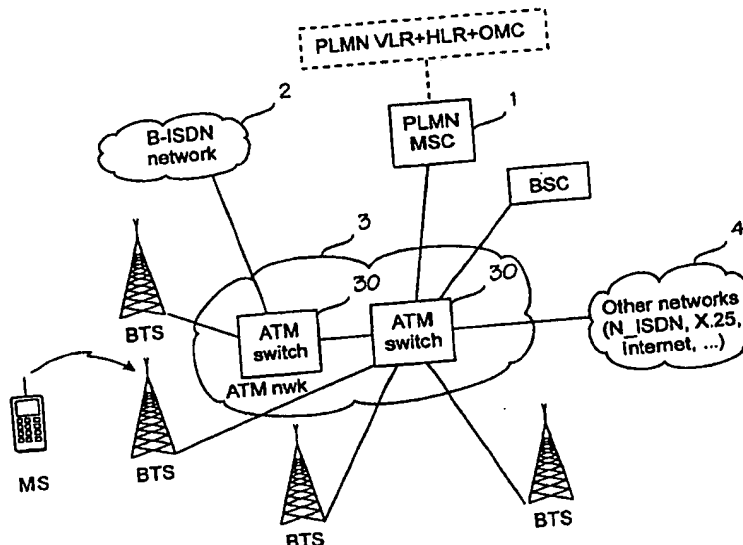 PLMN VLR+HLR+OMC
2
B-ISDN
network
1
PLMN
MSC
BSC
3
4
30
30
BTS
ATM
switch
ATM
switch
ATM nwk
Other networks
(N_ISDN, X.25,
Internet, ...)
MS
BTS
BTS
BTS